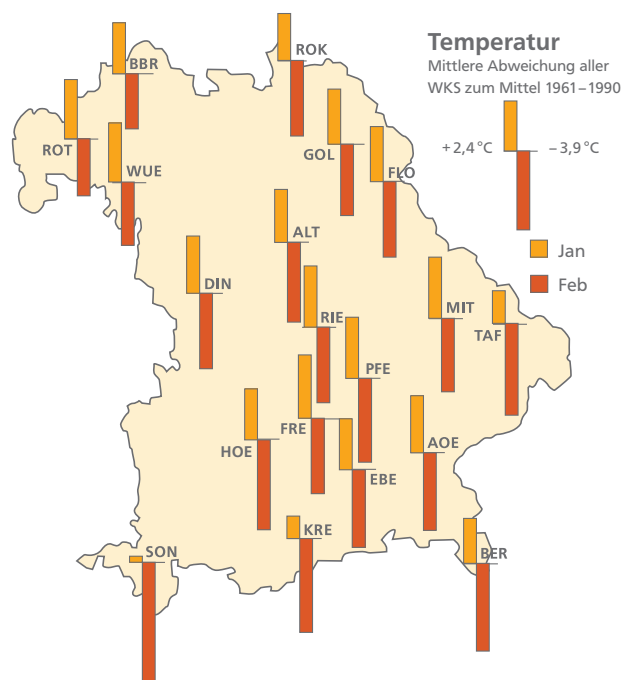 Temperatur
Mittlere Abweichung aller
WKS zum Mittel 1961–1990
+2,4 °C
–3,9 °C
Jan
Feb
ROK
BBR
ROT
GOL
WUE
FLO
ALT
DIN
MIT
RIE
TAF
PFE
FRE
HOE
AOE
EBE
KRE
SON
BER